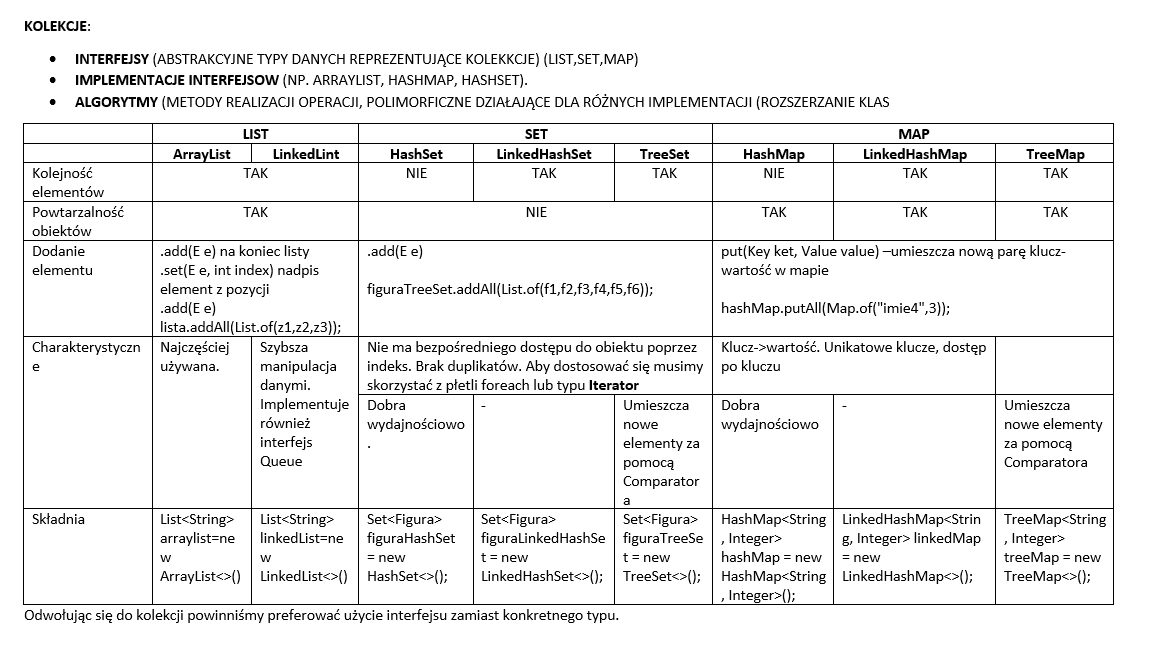 KOLEKCJE:
• INTERFEJSY (ABSTRAKCYJNE TYPY DANYCH REPREZENTUJĄCE KOLEKKCJE) (LIST,SET,MAP)
• IMPLEMENTACJE INTERFEJSOW (NP. ARRAYLIST, HASHMAP, HASHSET).
• ALGORYTMY (METODY REALIZACJI OPERACJI, POLIMORFICZNE DZIAŁAJĄCE DLA RÓŻNYCH IMPLEMENTACJI (ROZSZERZANIE KLAS
LIST SET MAP
ArrayList LinkedLint HashSet LinkedHashSet TreeSet HashMap LinkedHashMap TreeMap
Kolejność
elementów
TAK NIE TAK TAK NIE TAK TAK
Powtarzalność
obiektów
TAK NIE TAK TAK TAK
Dodanie
elementu
.add(E e) na koniec listy
.set(E e, int index) nadpis
element z pozycji
.add(E e)
lista.addAll(List.of(z1,z2,z3));
.add(E e)
figuraTreeSet.addAll(List.of(f1,f2,f3,f4,f5,f6));
put(Key ket, Value value) –umieszcza nową parę klucz-
wartość w mapie
hashMap.putAll(Map.of("imie4",3));
Charakterystyczn
e
Najczęściej
używana.
Szybsza
manipulacja
danymi.
Implementuje
również
interfejs
Queue
Nie ma bezpośredniego dostępu do obiektu poprzez
indeks. Brak duplikatów. Aby dostosować się musimy
skorzystać z płetli foreach lub typu Iterator
Dobra
wydajnościowo
.
-
Umieszcza
nowe
elementy za
pomocą
Comparator
a
Klucz->wartość. Unikatowe klucze, dostęp
po kluczu
Dobra
wydajnościowo
-
Umieszcza
nowe elementy
za pomocą
Comparatora
Składnia
List<String>
arraylist=ne
w
ArrayList<>()
List<String>
linkedList=ne
w
LinkedList<>()
Set<Figura>
figuraHashSet
= new
HashSet<>();
Set<Figura>
figuraLinkedHashSe
t = new
LinkedHashSet<>();
Set<Figura>
figuraTreeSe
t = new
TreeSet<>();
HashMap<String
, Integer>
hashMap = new
HashMap<String
, Integer>();
LinkedHashMap<Strin
g, Integer> linkedMap
= new
LinkedHashMap<>();
TreeMap<String
, Integer>
treeMap = new
TreeMap<>();
Odwołując się do kolekcji powinniśmy preferować użycie interfejsu zamiast konkretnego typu.